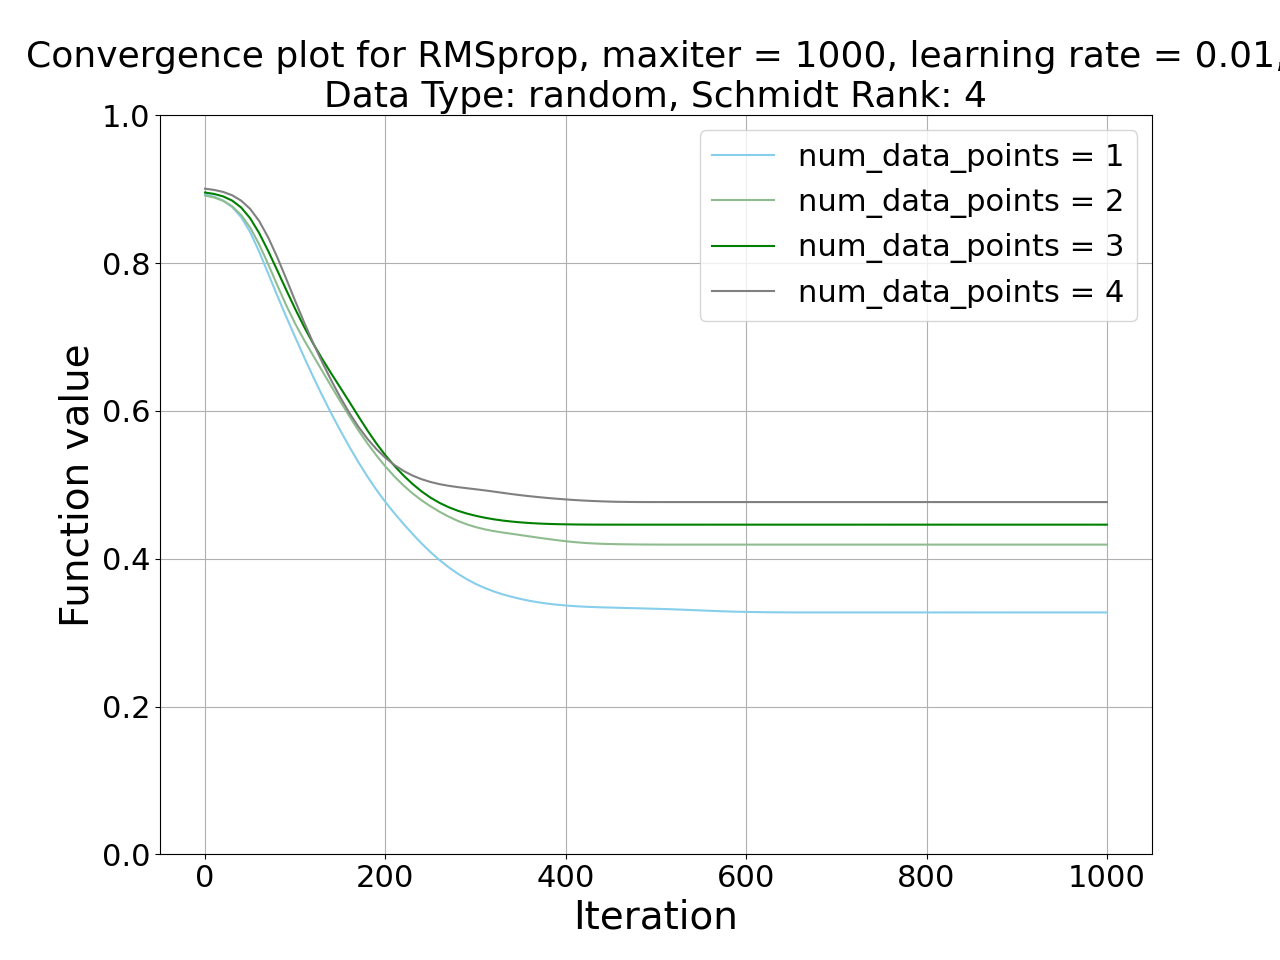 Convergence plot for RMSprop, maxiter = 1000, learning rate = 0.01,
Data Type: random, Schmidt Rank: 4
1.0
0.8
0.6
0.4
0.2
0.0
Function value
num_data_points = 1
num_data_points = 2
num_data_points = 3
num_data_points = 4
0 200 400 600 800 1000
Iteration